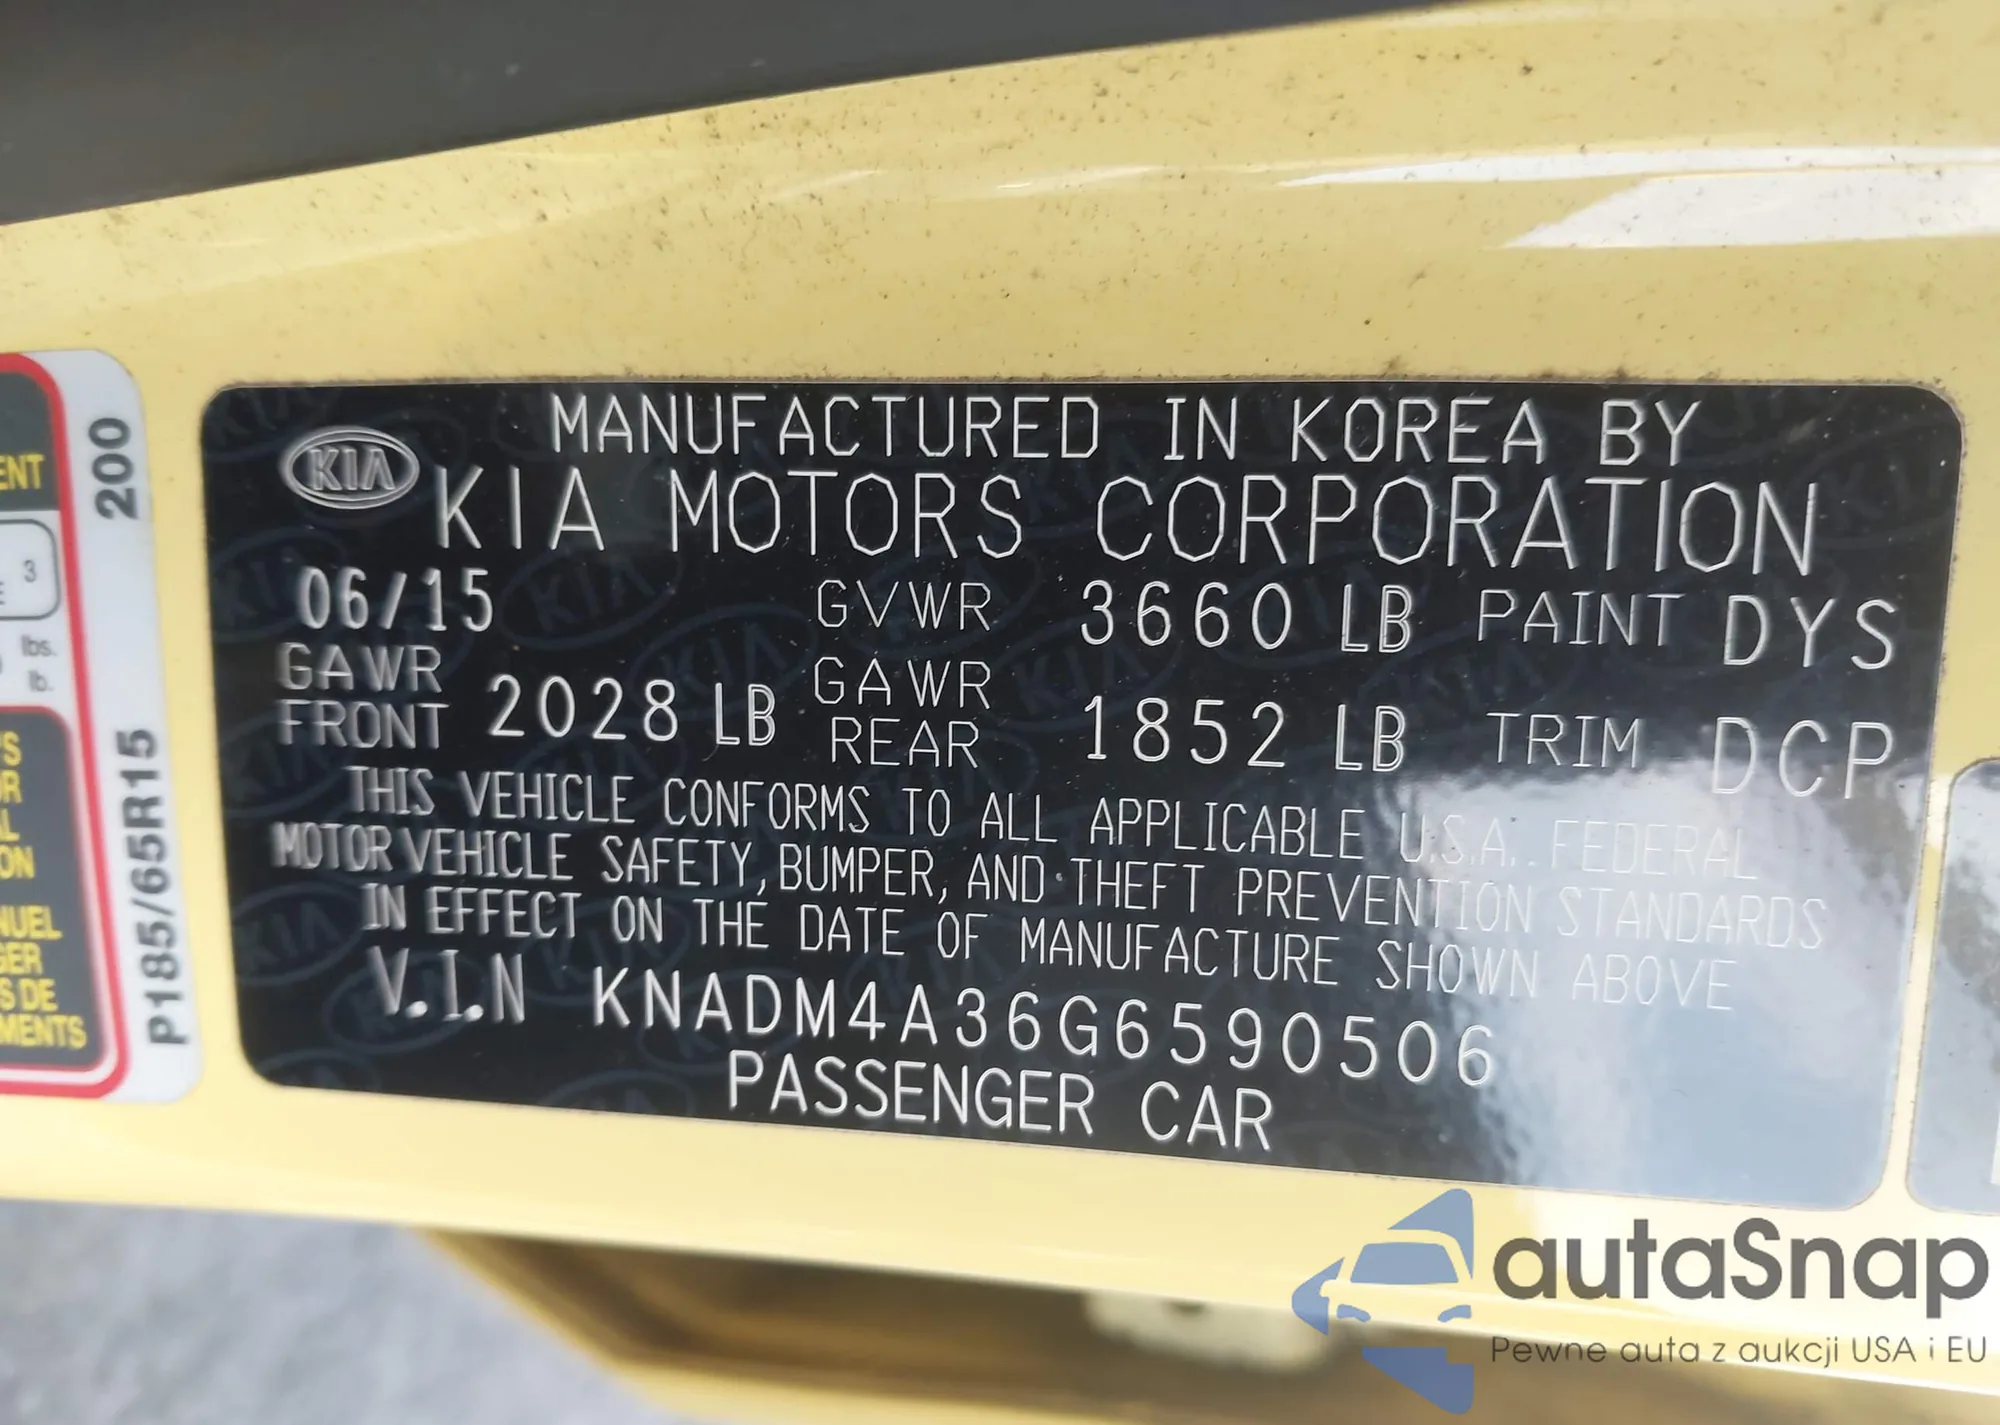 MANUFACTURED IN KOREA BY
KIA
KIA MOTORS CORPORATION
06/15 GVWR 3660 LB PAINT DYS
GAWR FRONT 2028 LB GAWR REAR 1852 LB TRIM DCP
THIS VEHICLE CONFORMS TO ALL APPLICABLE U.S.A. FEDERAL
MOTOR VEHICLE SAFETY, BUMPER, AND THEFT PREVENTION STANDARDS
IN EFFECT ON THE DATE OF MANUFACTURE SHOWN ABOVE
V.I.N KNADM4A36G6590506
PASSENGER CAR
200
P185/65R15
3
lbs.
lb.
autaSnap
Pewne auta z aukcji USA i EU